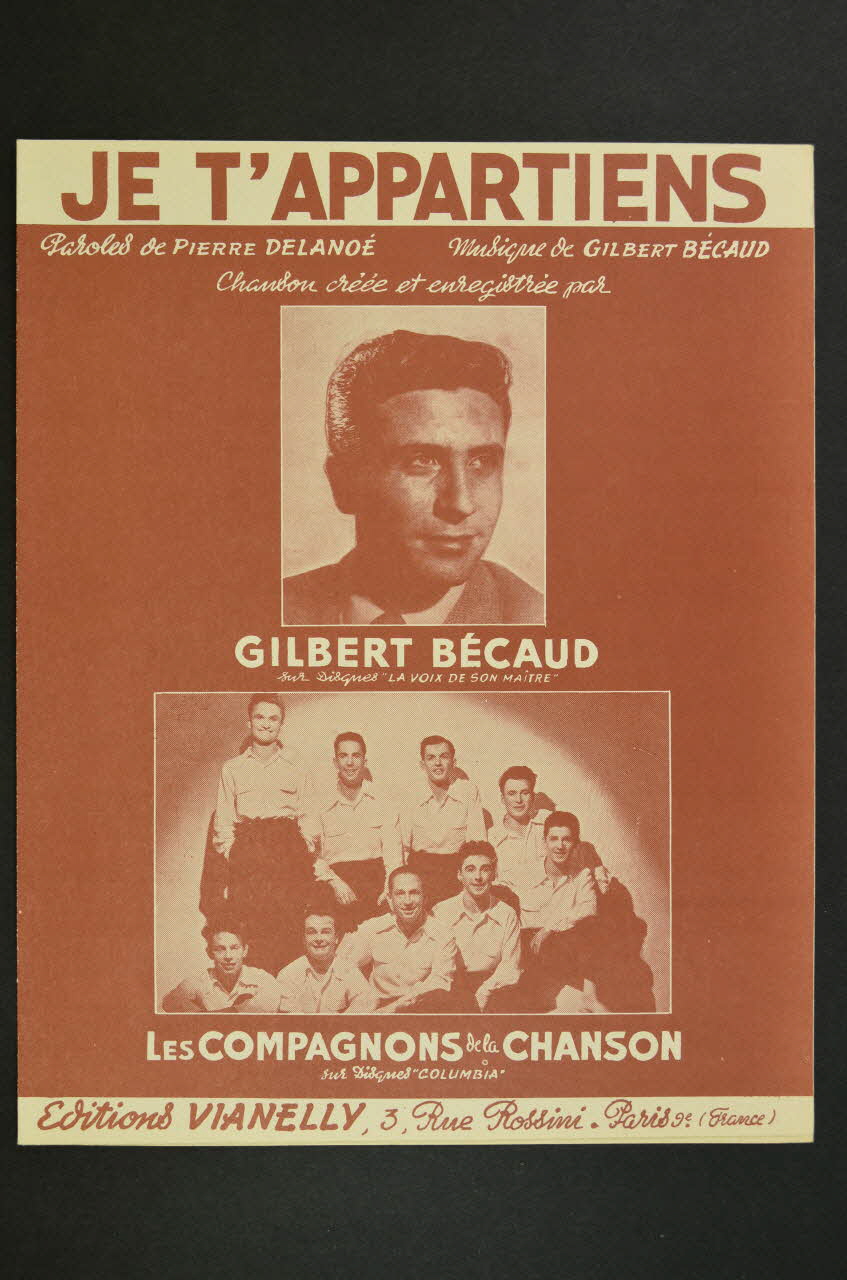 JE T'APPARTIENS
Paroles de PIERRE DELANOÉ Musique de GILBERT BÉCAUD
Chanson créée et enregistrée par
GILBERT BÉCAUD
sur Disques "LA VOIX DE SON MAÎTRE"
LES COMPAGNONS de la CHANSON
sur Disques "COLUMBIA"
Editions VIANELLY, 3, Rue Rossini. Paris 9e (France)